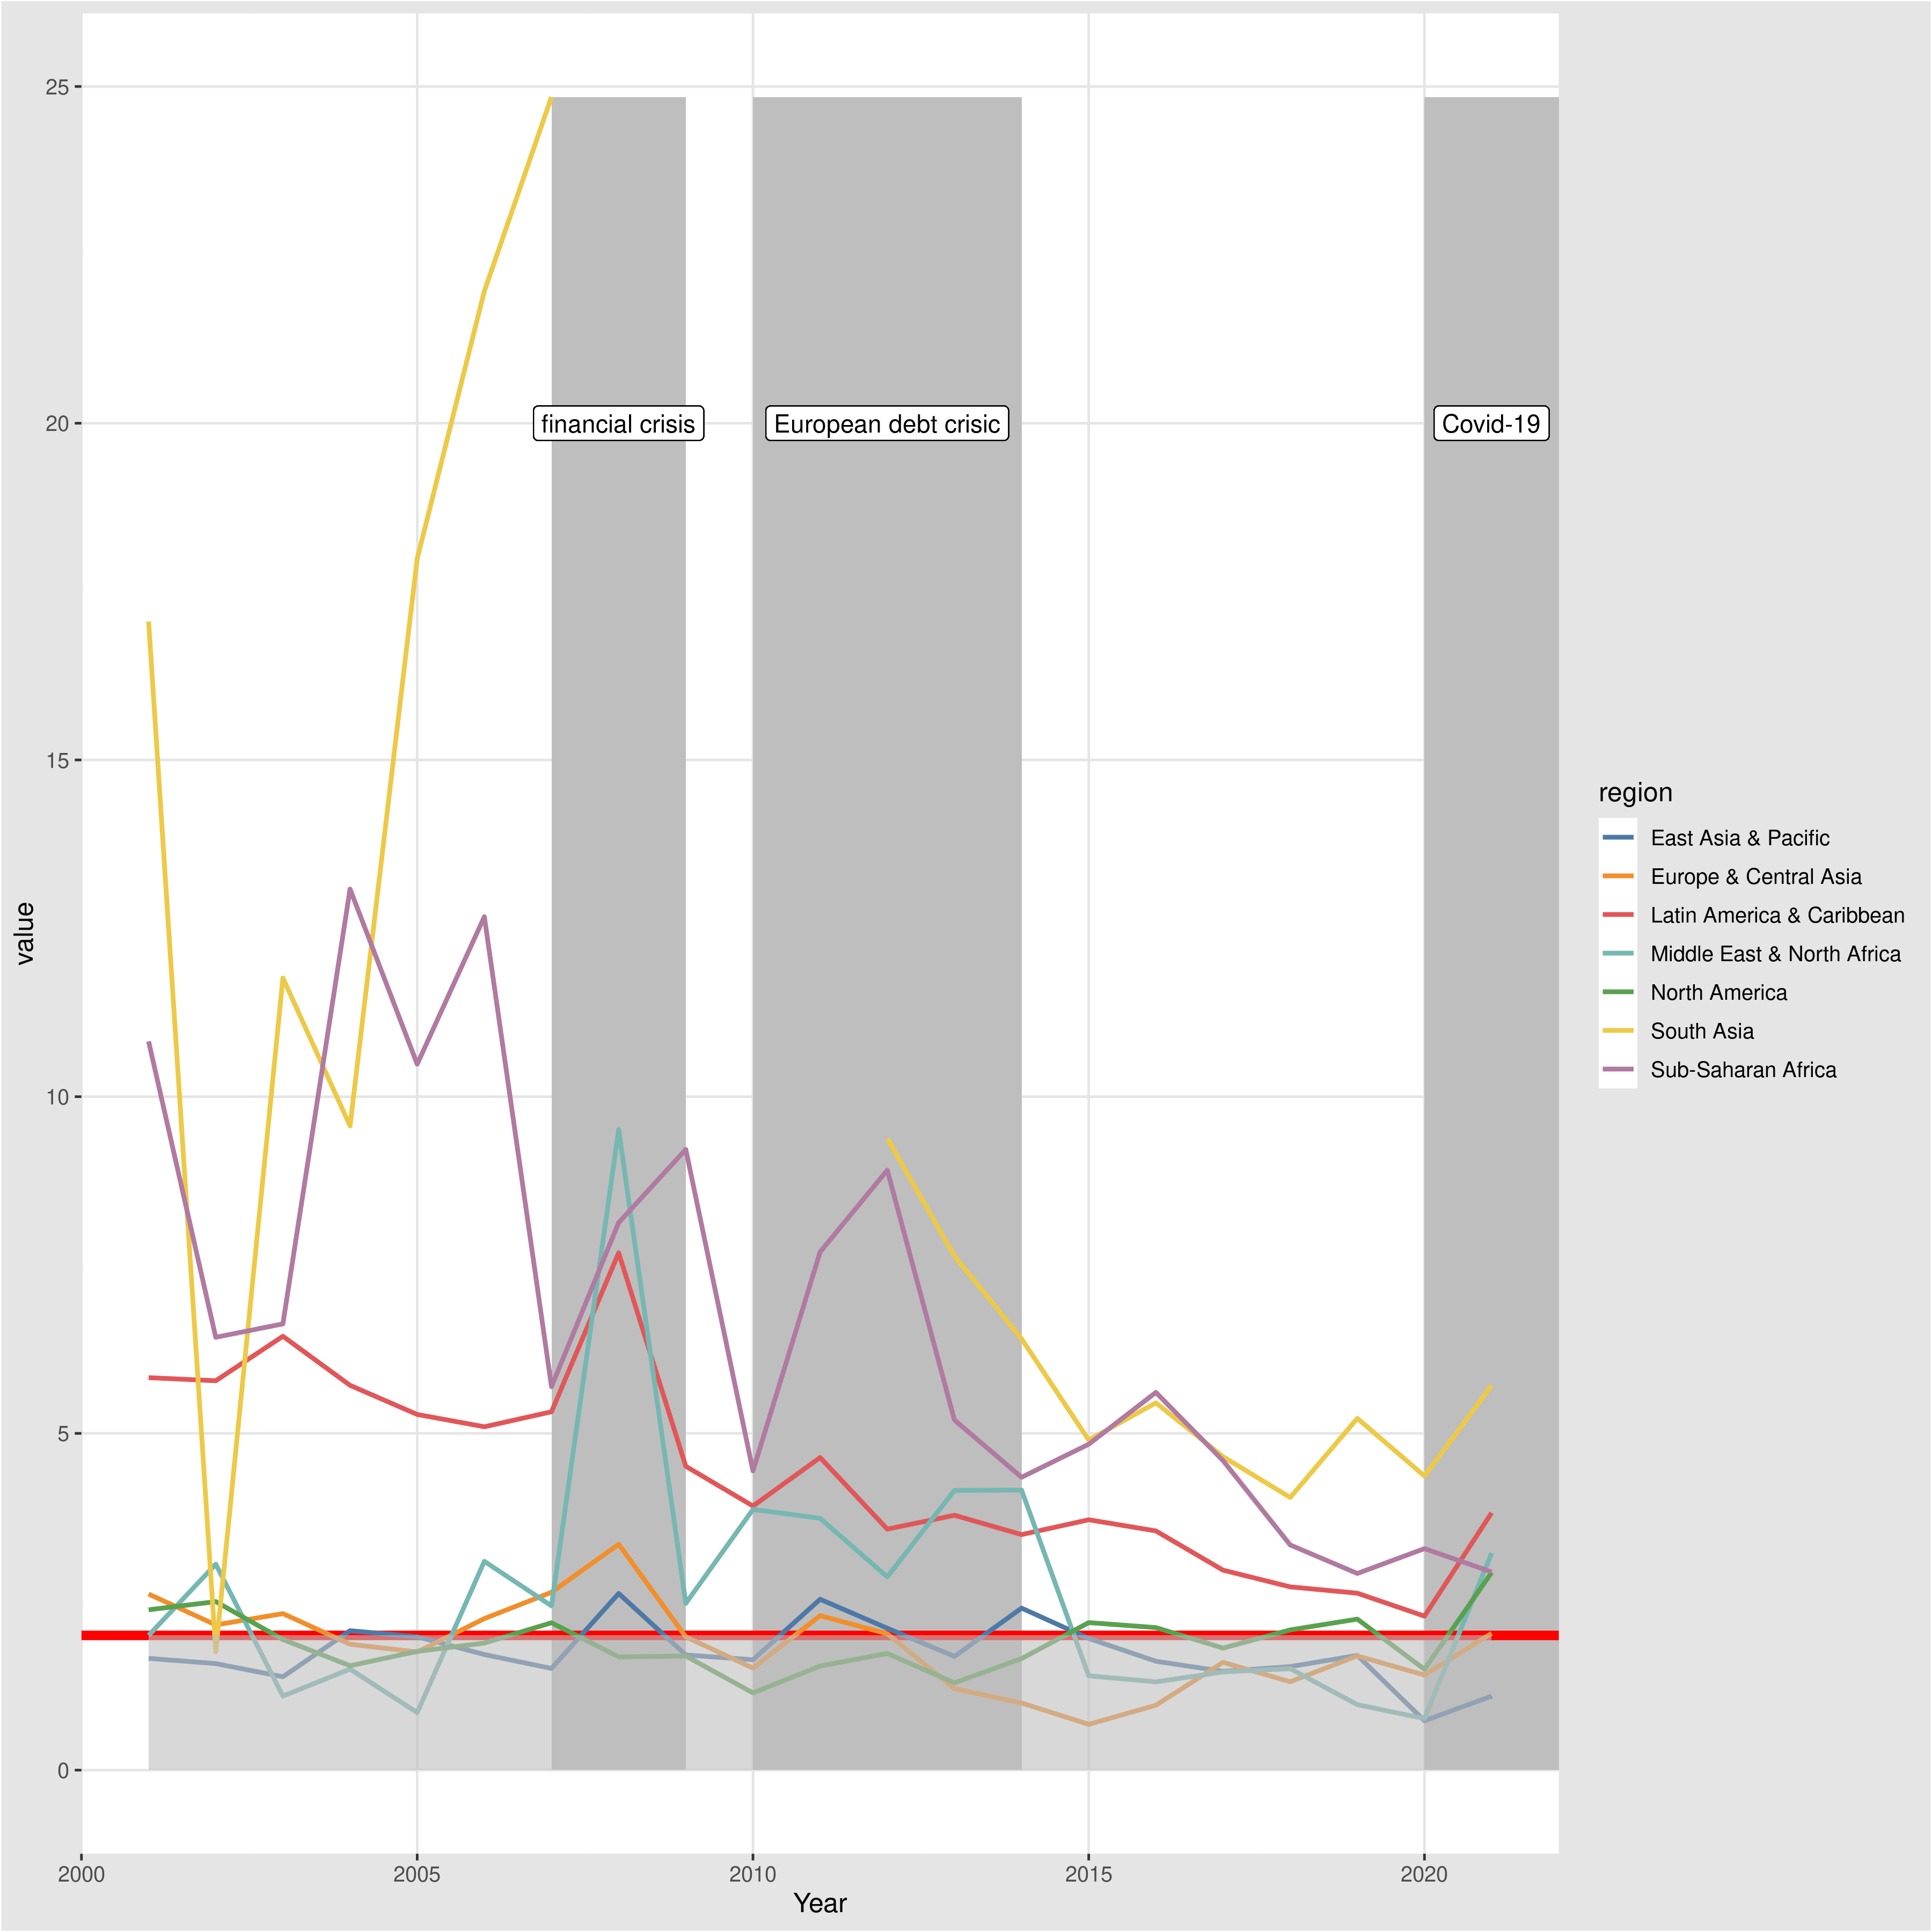 25
20
15
10
5
0
value
financial crisis
European debt crisic
Covid-19
2000
2005
2010
2015
2020
Year
region
East Asia & Pacific
Europe & Central Asia
Latin America & Caribbean
Middle East & North Africa
North America
South Asia
Sub-Saharan Africa